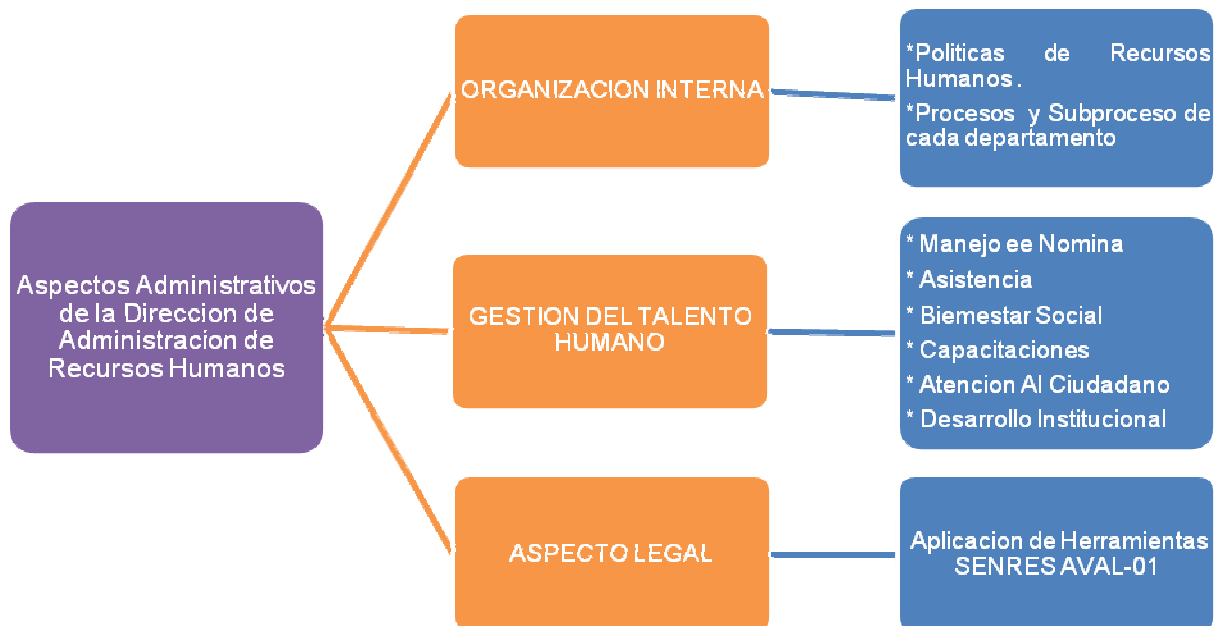 ORGANIZACION INTERNA
*Politicas de Recursos
Humanos .
*Procesos y Subproceso de
cada departamento
Aspectos Administrativos
de la Direccion de
Administracion de
Recursos Humanos
GESTION DEL TALENTO
HUMANO
* Manejo ee Nomina
* Asistencia
* Biemestar Social
* Capacitaciones
* Atencion Al Ciudadano
* Desarrollo Institucional
ASPECTO LEGAL
Aplicacion de Herramientas
SENRES AVAL-01